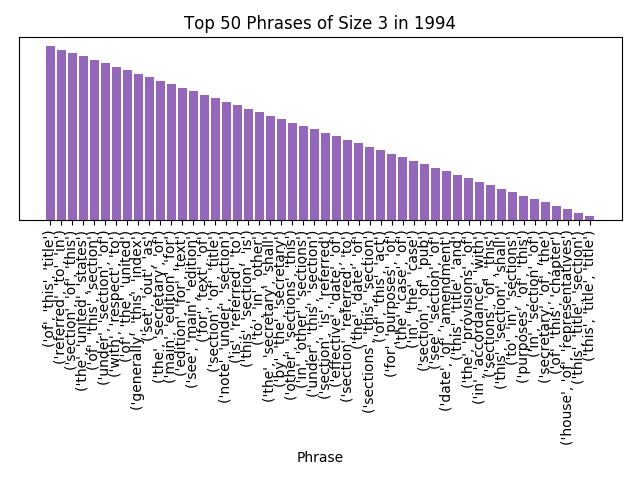 Top 50 Phrases of Size 3 in 1994
('of', 'this', 'title')
('referred', 'to', 'in')
('section', 'of', 'this')
('the', 'united', 'states')
('of', 'this', 'section')
('under', 'section', 'of')
('with', 'respect', 'to')
('of', 'the', 'united')
('generally', 'this', 'index')
('set', 'out', 'as')
('the', 'secretary', 'of')
('main', 'edition', 'for')
('edition', 'for', 'text')
('see', 'main', 'edition')
('for', 'text', 'of')
('section', 'of', 'title')
('note', 'under', 'section')
('is', 'referred', 'to')
('this', 'section', 'is')
('to', 'in', 'other')
('the', 'secretary', 'shall')
('by', 'the', 'secretary')
('other', 'sections', 'this')
('in', 'other', 'sections')
('under', 'this', 'section')
('section', 'is', 'referred')
('effective', 'date', 'of')
('section', 'referred', 'to')
('the', 'date', 'of')
('sections', 'this', 'section')
('of', 'this', 'act')
('for', 'purposes', 'of')
('the', 'case', 'of')
('in', 'the', 'case')
('section', 'of', 'pub')
('see', 'section', 'of')
('date', 'of', 'amendment')
('this', 'title', 'and')
('the', 'provisions', 'of')
('in', 'accordance', 'with')
('sections', 'of', 'this')
('this', 'section', 'shall')
('to', 'in', 'sections')
('purposes', 'of', 'this')
('in', 'section', 'of')
('secretary', 'of', 'the')
('of', 'this', 'chapter')
('house', 'of', 'representatives')
('this', 'title', 'section')
('this', 'title', 'title')
Phrase